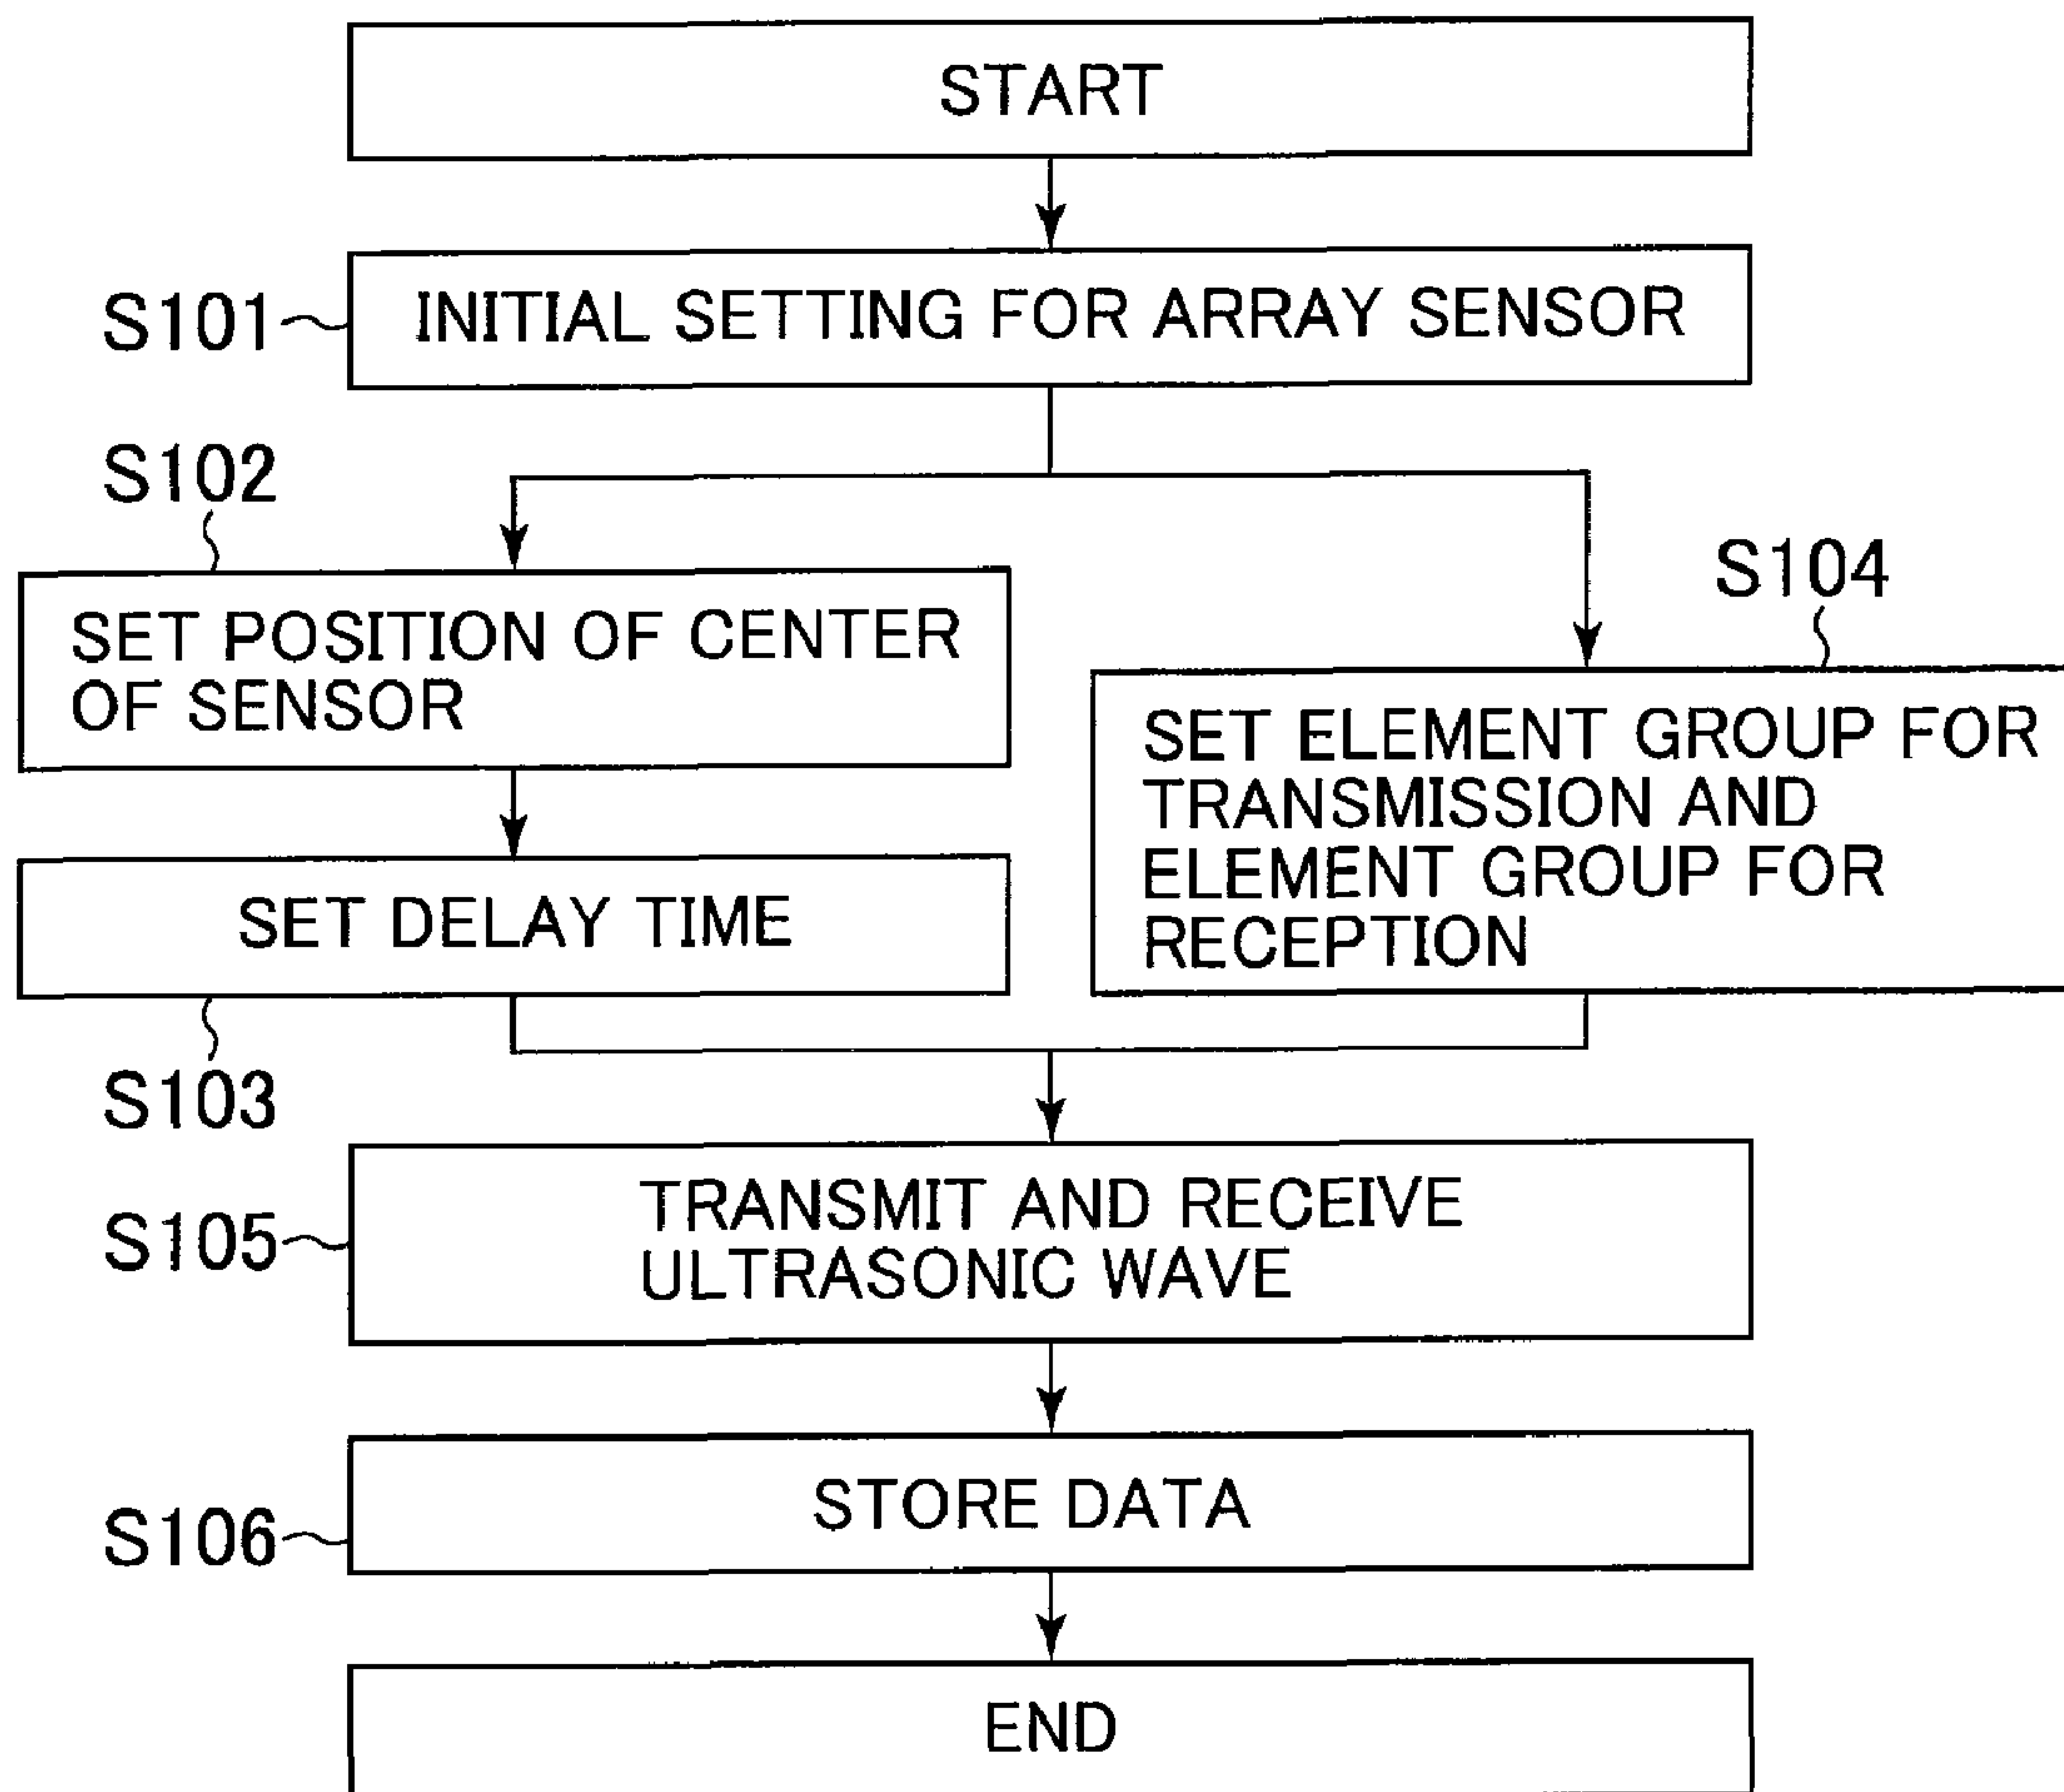 START
S101
INITIAL SETTING FOR ARRAY SENSOR
S102
SET POSITION OF CENTER
OF SENSOR
S104
SET ELEMENT GROUP FOR
TRANSMISSION AND
ELEMENT GROUP FOR
RECEPTION
SET DELAY TIME
S103
S105
TRANSMIT AND RECEIVE
ULTRASONIC WAVE
S106
STORE DATA
END